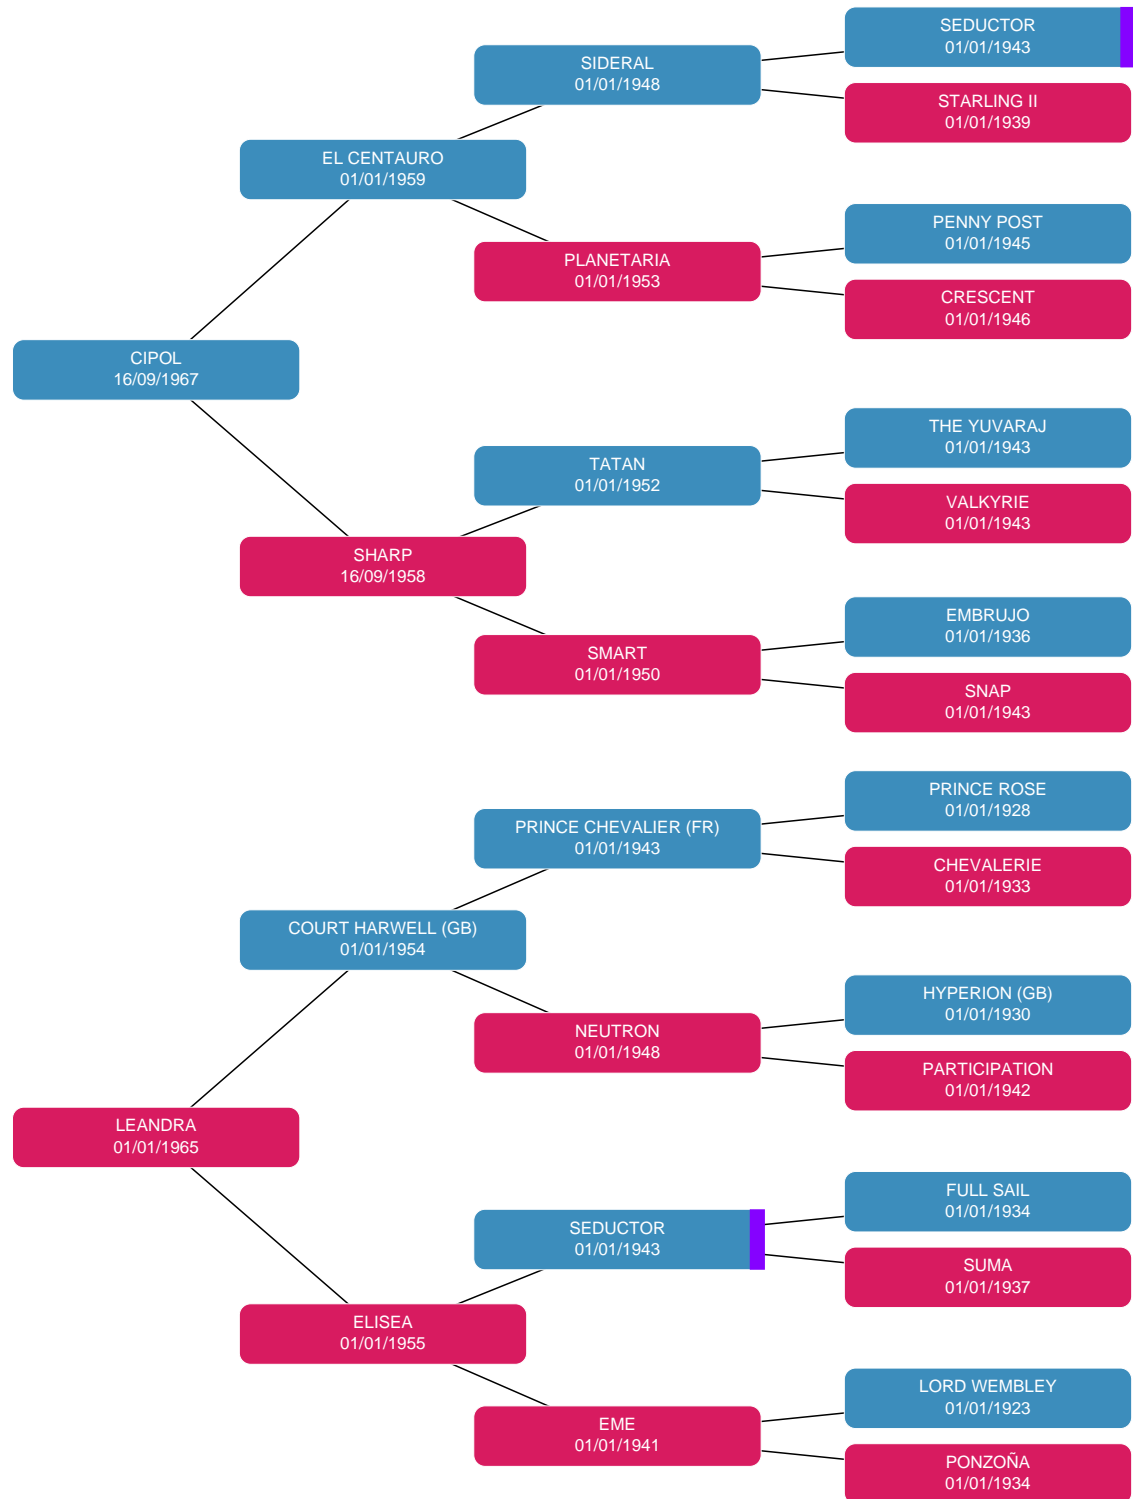 SEDUCTOR
01/01/1943
SIDERAL
01/01/1948
STARLING II
01/01/1939
EL CENTAURO
01/01/1959
PENNY POST
01/01/1945
PLANETARIA
01/01/1953
CRESCENT
01/01/1946
CIPOL
16/09/1967
THE YUVARAJ
01/01/1943
TATAN
01/01/1952
VALKYRIE
01/01/1943
SHARP
16/09/1958
EMBRUJO
01/01/1936
SMART
01/01/1950
SNAP
01/01/1943
PRINCE ROSE
01/01/1928
PRINCE CHEVALIER (FR)
01/01/1943
CHEVALERIE
01/01/1933
COURT HARWELL (GB)
01/01/1954
HYPERION (GB)
01/01/1930
NEUTRON
01/01/1948
PARTICIPATION
01/01/1942
LEANDRA
01/01/1965
FULL SAIL
01/01/1934
SEDUCTOR
01/01/1943
SUMA
01/01/1937
ELISEA
01/01/1955
LORD WEMBLEY
01/01/1923
EME
01/01/1941
PONZOÑA
01/01/1934